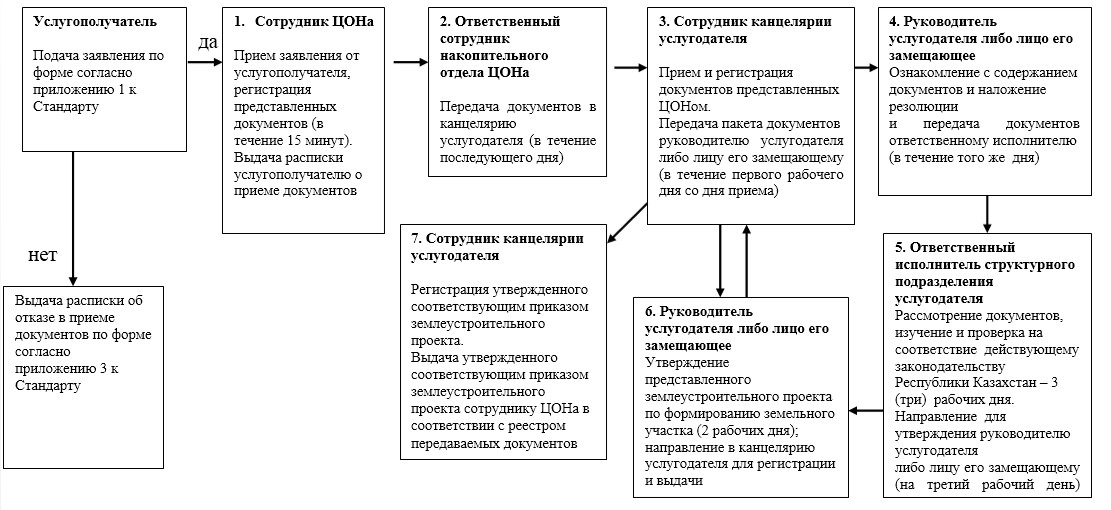 Услугополучатель
Подача заявления по
форме согласно
приложению 1 к
Стандарту
да
1. Сотрудник ЦОНа
Прием заявления от
услугополучателя,
регистрация
представленных
документов (в
течение 15 минут).
Выдача расписки
услугополучателю о
приеме документов
2. Ответственный
сотрудник
накопительного
отдела ЦОНа
Передача документов в
канцелярию
услугодателя (в течение
последующего дня)
3. Сотрудник канцелярии
услугодателя
Прием и регистрация
документов представленных
ЦОНом.
Передача пакета документов
руководителю услугодателя
либо лицу его замещающему
(в течение первого рабочего
дня со дня приема)
4. Руководитель
услугодателя либо лицо его
замещающее
Ознакомление с содержанием
документов и наложение
резолюции
и передача документов
ответственному исполнителю
(в течение того же дня)
нет
Выдача расписки об
отказе в приеме
документов по форме
согласно
приложению 3 к
Стандарту
7. Сотрудник канцелярии
услугодателя
Регистрация утвержденного
соответствующим приказом
землеустроительного
проекта.
Выдача утвержденного
соответствующим приказом
землеустроительного
проекта сотруднику ЦОНа в
соответствии с реестром
передаваемых документов
6. Руководитель
услугодателя либо лицо его
замещающее
Утверждение
представленного
землеустроительного проекта
по формированию земельного
участка (2 рабочих дня);
направление в канцелярию
услугодателя для регистрации
и выдачи
5. Ответственный
исполнитель структурного
подразделения
услугодателя
Рассмотрение документов,
изучение и проверка на
соответствие действующему
законодательству
Республики Казахстан – 3
(три) рабочих дня.
Направление для
утверждения руководителю
услугодателя
либо лицу его замещающему
(на третий рабочий день)